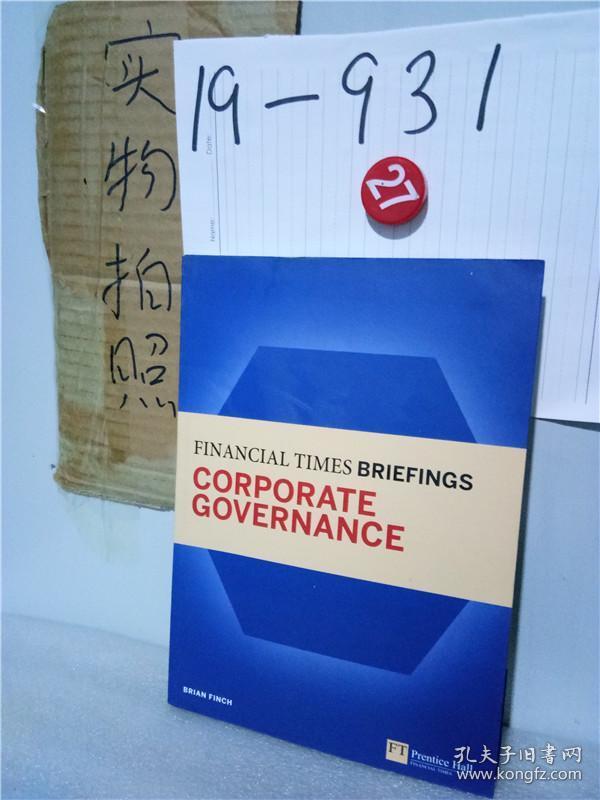 实
物
拍
照
19-931
Date:
Name:
27
FINANCIAL TIMES BRIEFINGS
CORPORATE
GOVERNANCE
BRIAN FINCH
FT Prentice Hall
FINANCIAL TIMES
孔夫子旧書网
www.kongfz.com